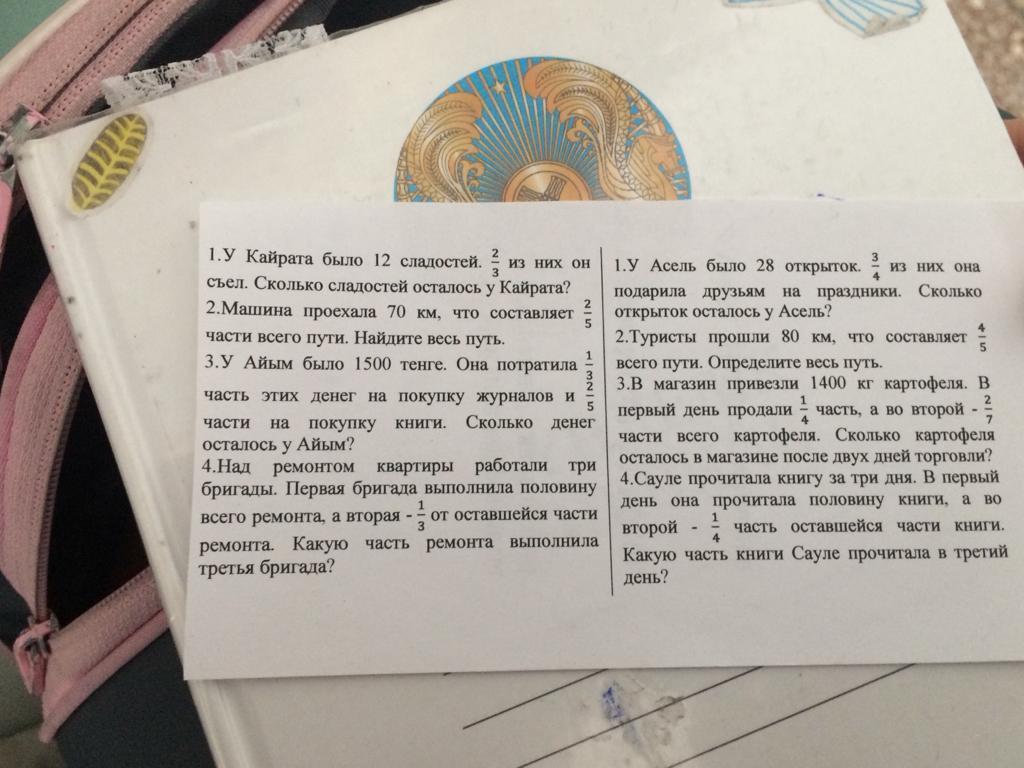 1.У Кайрата было 12 сладостей. 2/3 из них он
съел. Сколько сладостей осталось у Кайрата?
2.Машина проехала 70 км, что составляет 2/5
части всего пути. Найдите весь путь.
3.У Айым было 1500 тенге. Она потратила 1/3
часть этих денег на покупку журналов и 2/5
части на покупку книги. Сколько денег
осталось у Айым?
4.Над ремонтом квартиры работали три
бригады. Первая бригада выполнила половину
всего ремонта, а вторая - 1/3 от оставшейся части
ремонта. Какую часть ремонта выполнила
третья бригада?
1.У Асель было 28 открыток. 3/4 из них она
подарила друзьям на праздники. Сколько
открыток осталось у Асель?
2.Туристы прошли 80 км, что составляет 4/5
всего пути. Определите весь путь.
3.В магазин привезли 1400 кг картофеля. В
первый день продали 1/4 часть, а во второй - 2/7
части всего картофеля. Сколько картофеля
осталось в магазине после двух дней торговли?
4.Сауле прочитала книгу за три дня. В первый
день она прочитала половину книги, а во
второй - 1/4 часть оставшейся части книги.
Какую часть книги Сауле прочитала в третий
день?